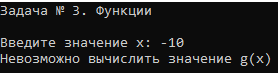 Задача № 3. Функции
Введите значение x: -10
Невозможно вычислить значение g(x)